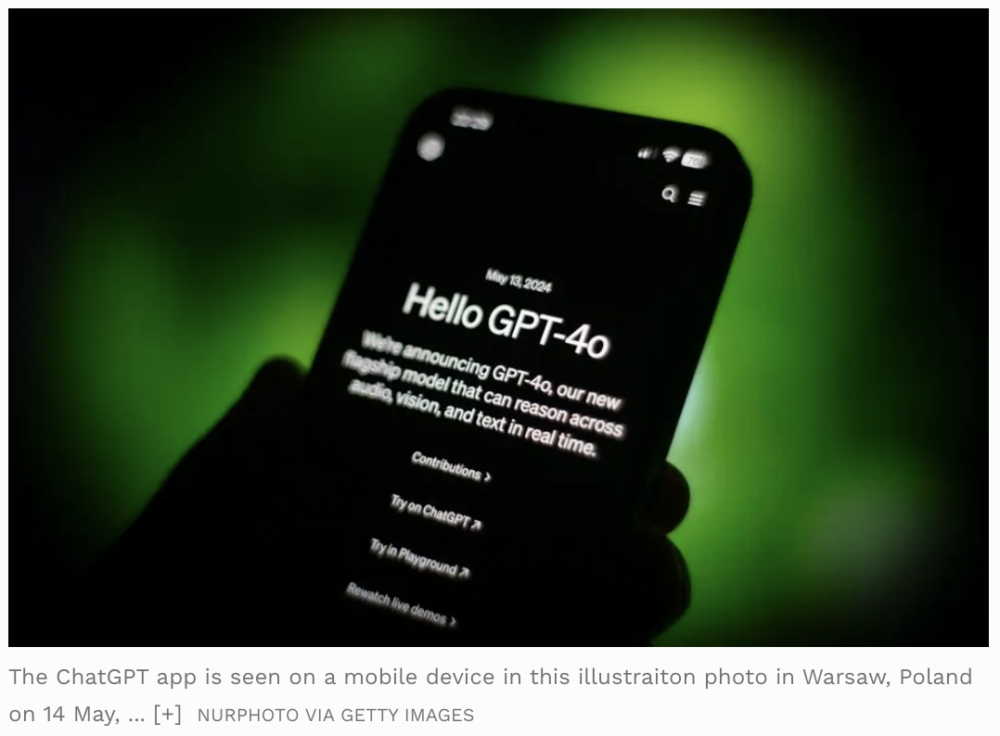 May 13, 2024
Hello GPT-4o
We're announcing GPT-4o, our new
flagship model that can reason across
audio, vision, and text in real time.
Contributions >
Try on ChatGPT ↗
Try in Playground ↗
Rewatch live demos >
The ChatGPT app is seen on a mobile device in this illustraiton photo in Warsaw, Poland
on 14 May, ... [+] NURPHOTO VIA GETTY IMAGES